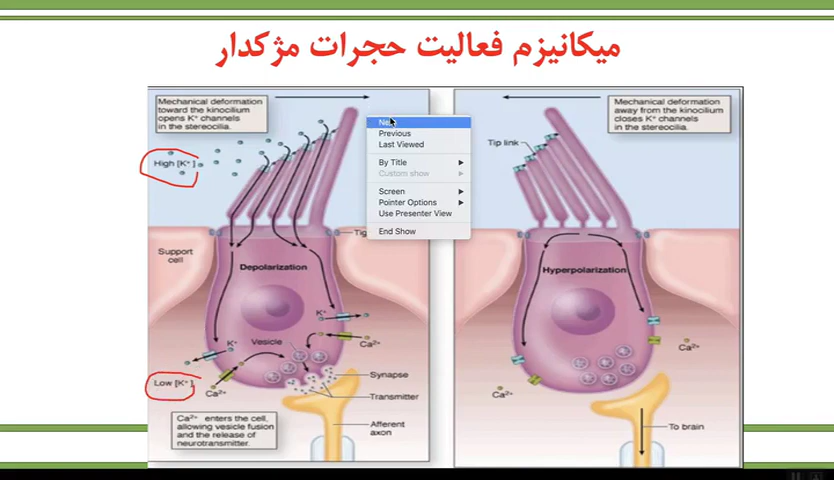 میکانیزم فعالیت حجرات مژکدار
Mechanical deformation
toward the kinocilium
opens K+ channels
in the stereocilia.
High [K+]
Support
cell
Depolarization
K+
K+
Vesicle
Ca2+
Low [K+]
Ca2+
Synapse
Transmitter
Afferent
axon
Ca2+ enters the cell,
allowing vesicle fusion
and the release of
neurotransmitter.
Previous
Last Viewed
By Title
Custom show
Screen
Pointer Options
Use Presenter View
End Show
Mechanical deformation
away from the kinocilium
closes K+ channels
in the stereocilia.
Tip link
Hyperpolarization
Ca2+
Ca2+
To brain